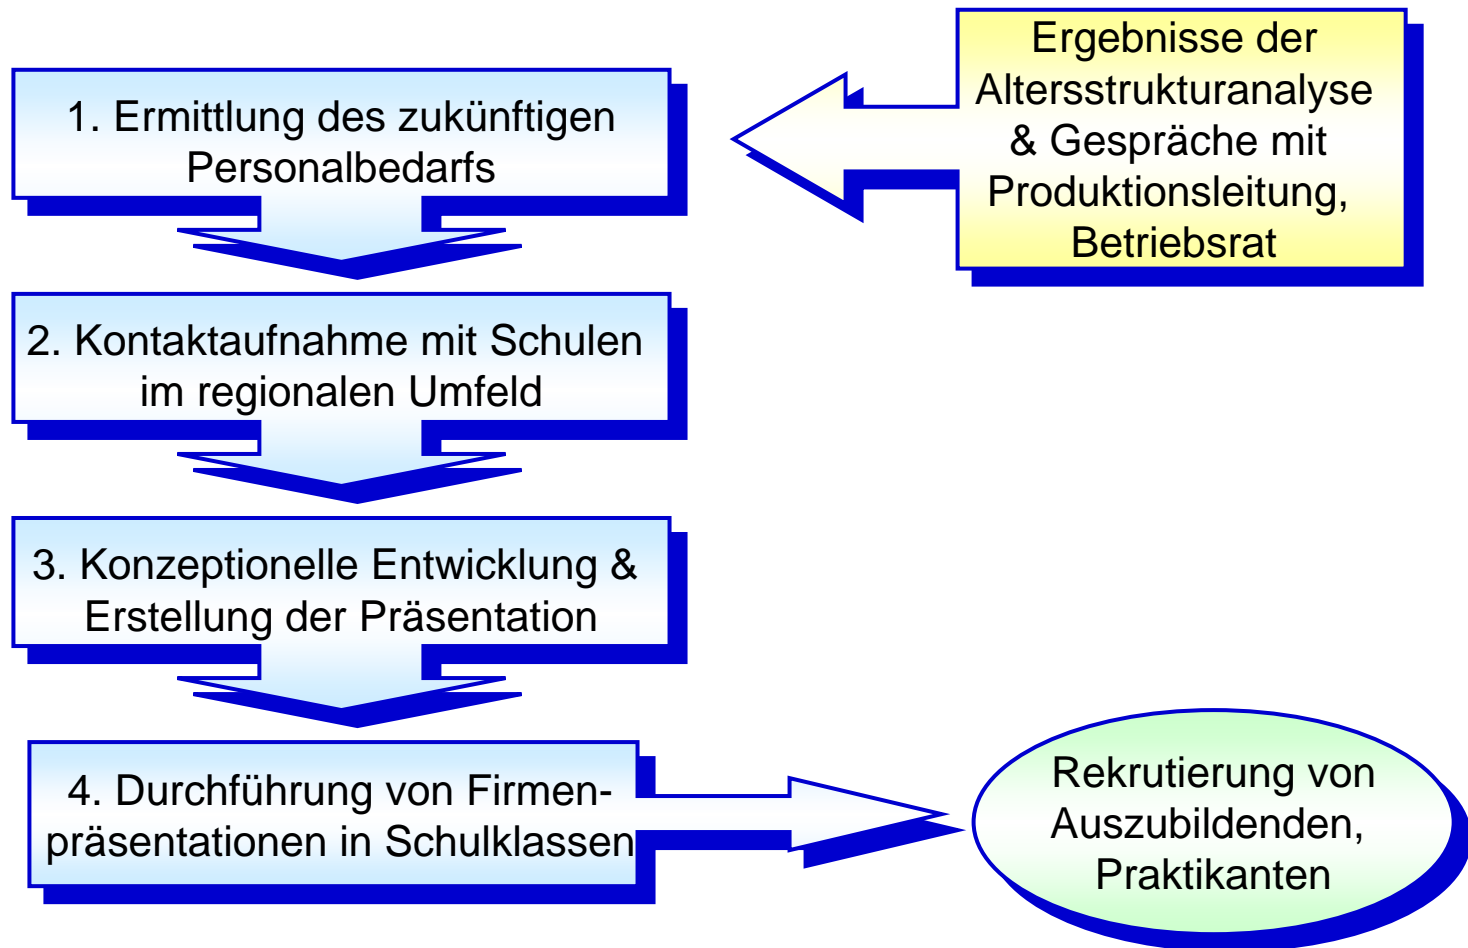 1. Ermittlung des zukünftigen
Personalbedarfs
Ergebnisse der
Altersstrukturanalyse
& Gespräche mit
Produktionsleitung,
Betriebsrat
2. Kontaktaufnahme mit Schulen
im regionalen Umfeld
3. Konzeptionelle Entwicklung &
Erstellung der Präsentation
4. Durchführung von Firmen-
präsentationen in Schulklassen
Rekrutierung von
Auszubildenden,
Praktikanten